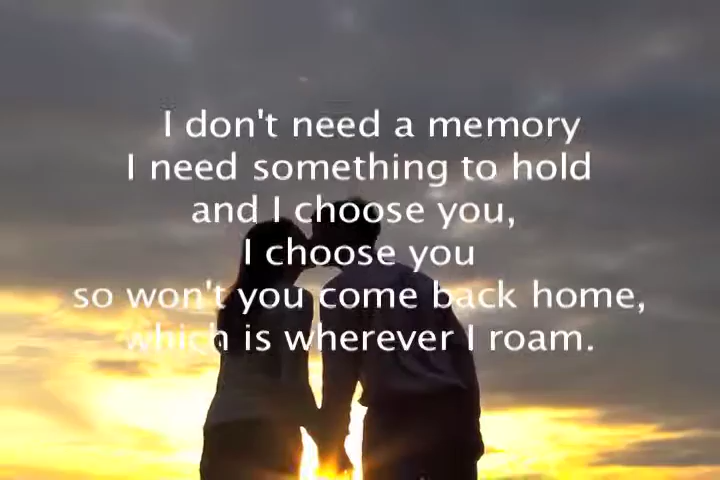 I don't need a memory
I need something to hold
and I choose you,
I choose you
so won't you come back home,
which is wherever I roam.